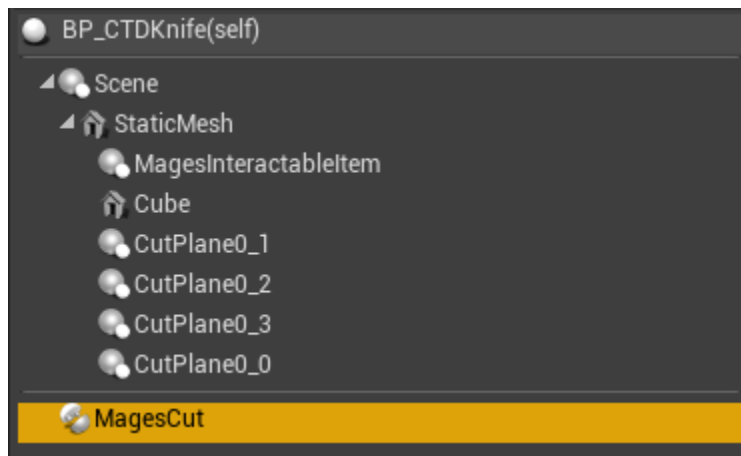 BP_CTDKnife(self)
Scene
StaticMesh
MagesInteractableItem
Cube
CutPlane0_1
CutPlane0_2
CutPlane0_3
CutPlane0_0
MagesCut